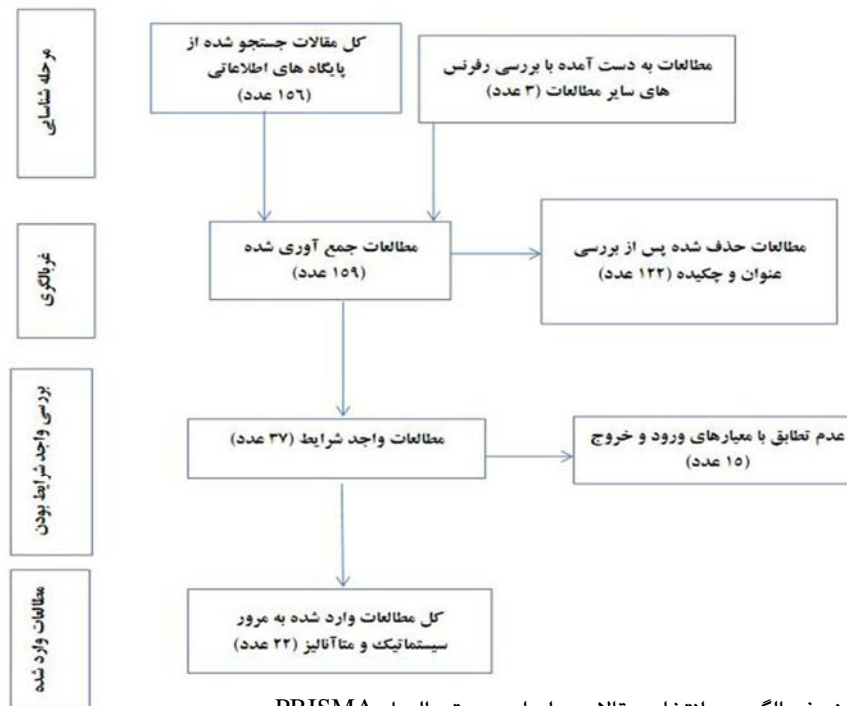 مرحله شناسایی
کل مقالات جستجو شده از
پایگاه های اطلاعاتی
(۱۵۶ عدد)
مطالعات به دست آمده با بررسی رفرنس
های سایر مطالعات (۳ عدد)
غربالگری
مطالعات جمع آوری شده
(۱۵۹ عدد)
مطالعات حذف شده پس از بررسی
عنوان و چکیده (۱۲۲ عدد)
بررسی واجد شرایط بودن
مطالعات واجد شرایط (۳۷ عدد)
عدم تطابق با معیارهای ورود و خروج
(۱۵ عدد)
مطالعات وارد شده
کل مطالعات وارد شده به مرور
سیستماتیک و متاآنالیز (۲۲ عدد)
PRISMA